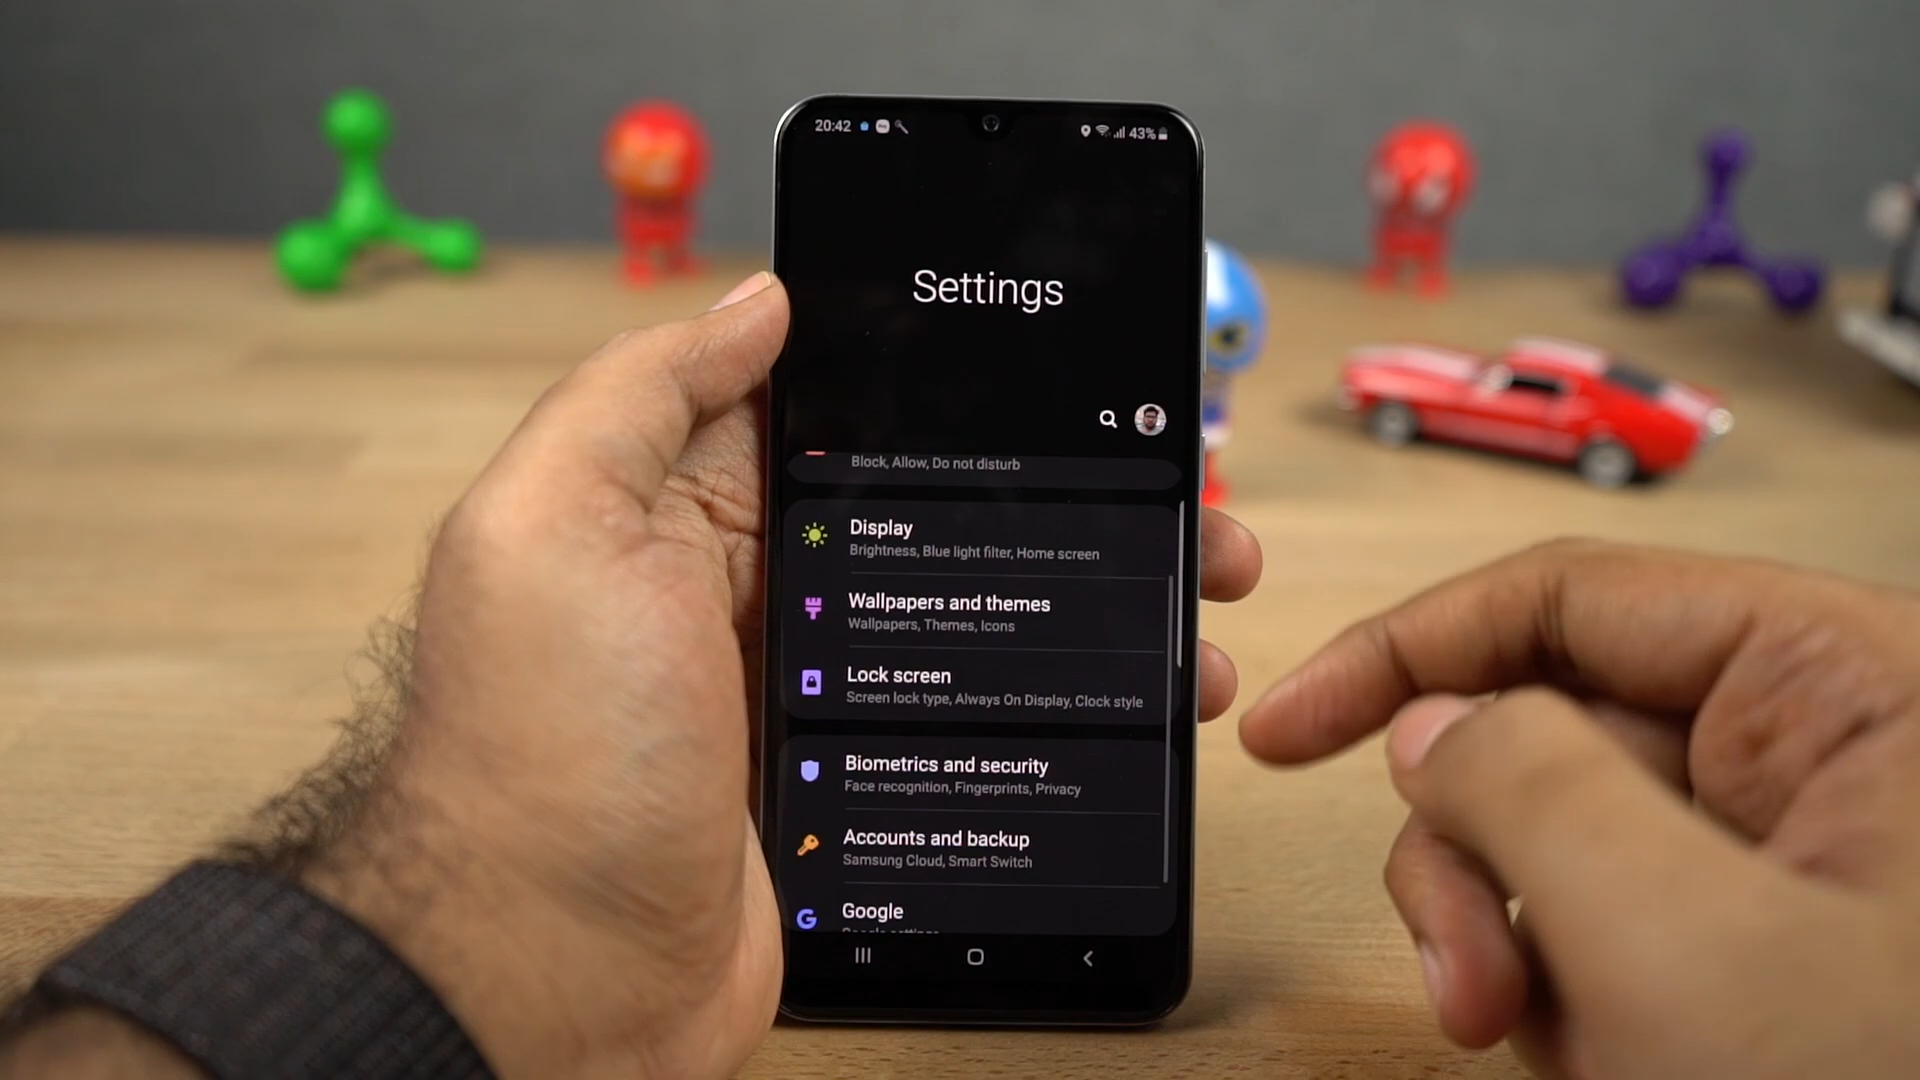 20:42
43%
Settings
Block, Allow, Do not disturb
Display
Brightness, Blue light filter, Home screen
Wallpapers and themes
Wallpapers, Themes, Icons
Lock screen
Screen lock type, Always On Display, Clock style
Biometrics and security
Face recognition, Fingerprints, Privacy
Accounts and backup
Samsung Cloud, Smart Switch
Google
Google settings